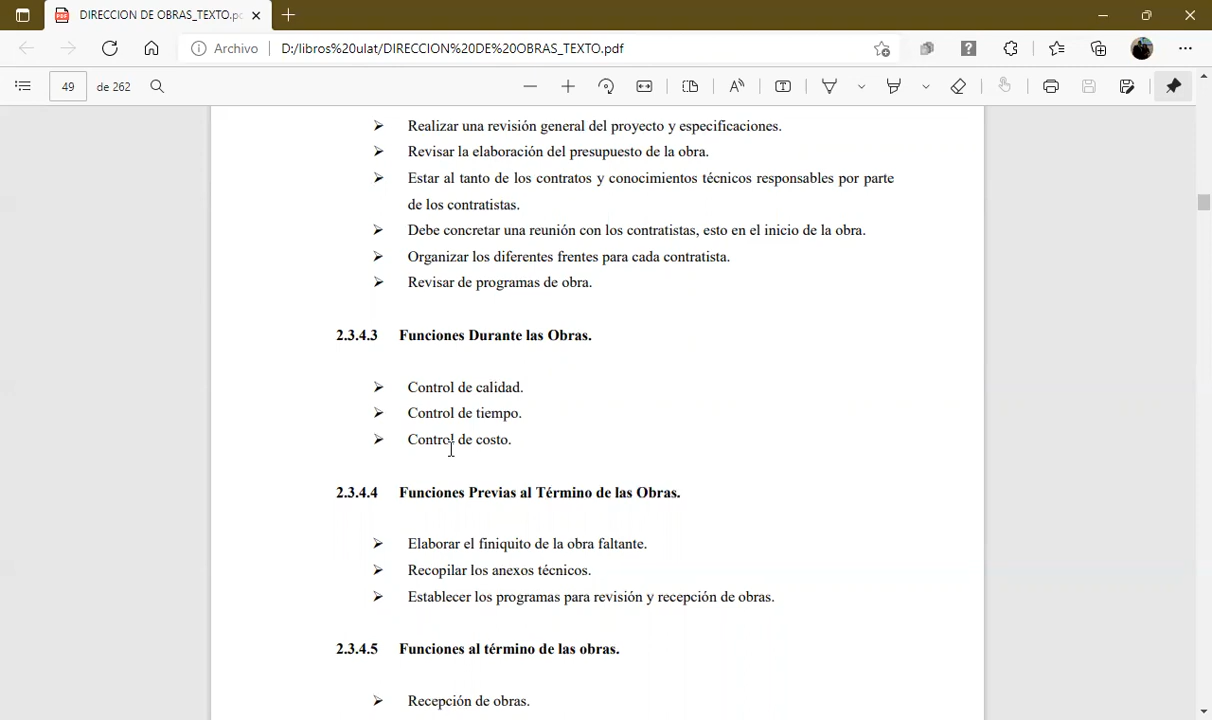 DIRECCION DE OBRAS_TEXTO.pd
Archivo
D:/libros%20ulat/DIRECCION%20DE%20OBRAS_TEXTO.pdf
49
de 262
➢ Realizar una revisión general del proyecto y especificaciones.
➢ Revisar la elaboración del presupuesto de la obra.
➢ Estar al tanto de los contratos y conocimientos técnicos responsables por parte
de los contratistas.
➢ Debe concretar una reunión con los contratistas, esto en el inicio de la obra.
➢ Organizar los diferentes frentes para cada contratista.
➢ Revisar de programas de obra.
2.3.4.3 Funciones Durante las Obras.
➢ Control de calidad.
➢ Control de tiempo.
➢ Control de costo.
2.3.4.4 Funciones Previas al Término de las Obras.
➢ Elaborar el finiquito de la obra faltante.
➢ Recopilar los anexos técnicos.
➢ Establecer los programas para revisión y recepción de obras.
2.3.4.5 Funciones al término de las obras.
➢ Recepción de obras.